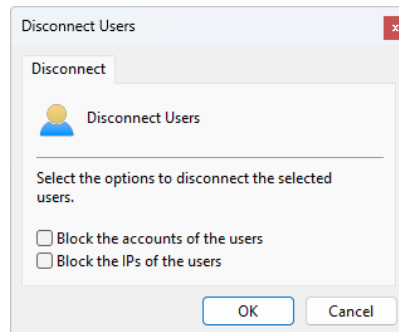 Disconnect Users
Disconnect
Disconnect Users
Select the options to disconnect the selected
users.
Block the accounts of the users
Block the IPs of the users
OK
Cancel